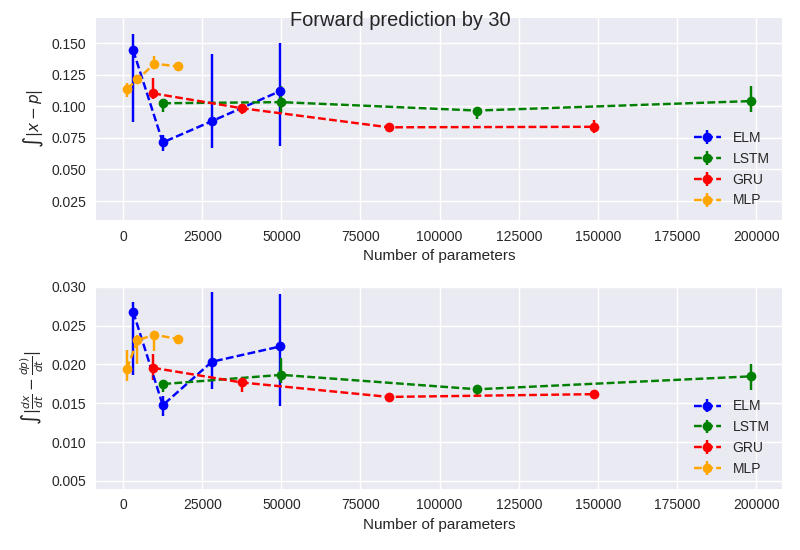 Forward prediction by 30
∫|x − p|
0.150
0.125
0.100
0.075
0.050
0.025
ELM
LSTM
GRU
MLP
0 25000 50000 75000 100000 125000 150000 175000 200000
Number of parameters
∫|dx/dt − dp)/dt|
0.030
0.025
0.020
0.015
0.010
0.005
ELM
LSTM
GRU
MLP
0 25000 50000 75000 100000 125000 150000 175000 200000
Number of parameters